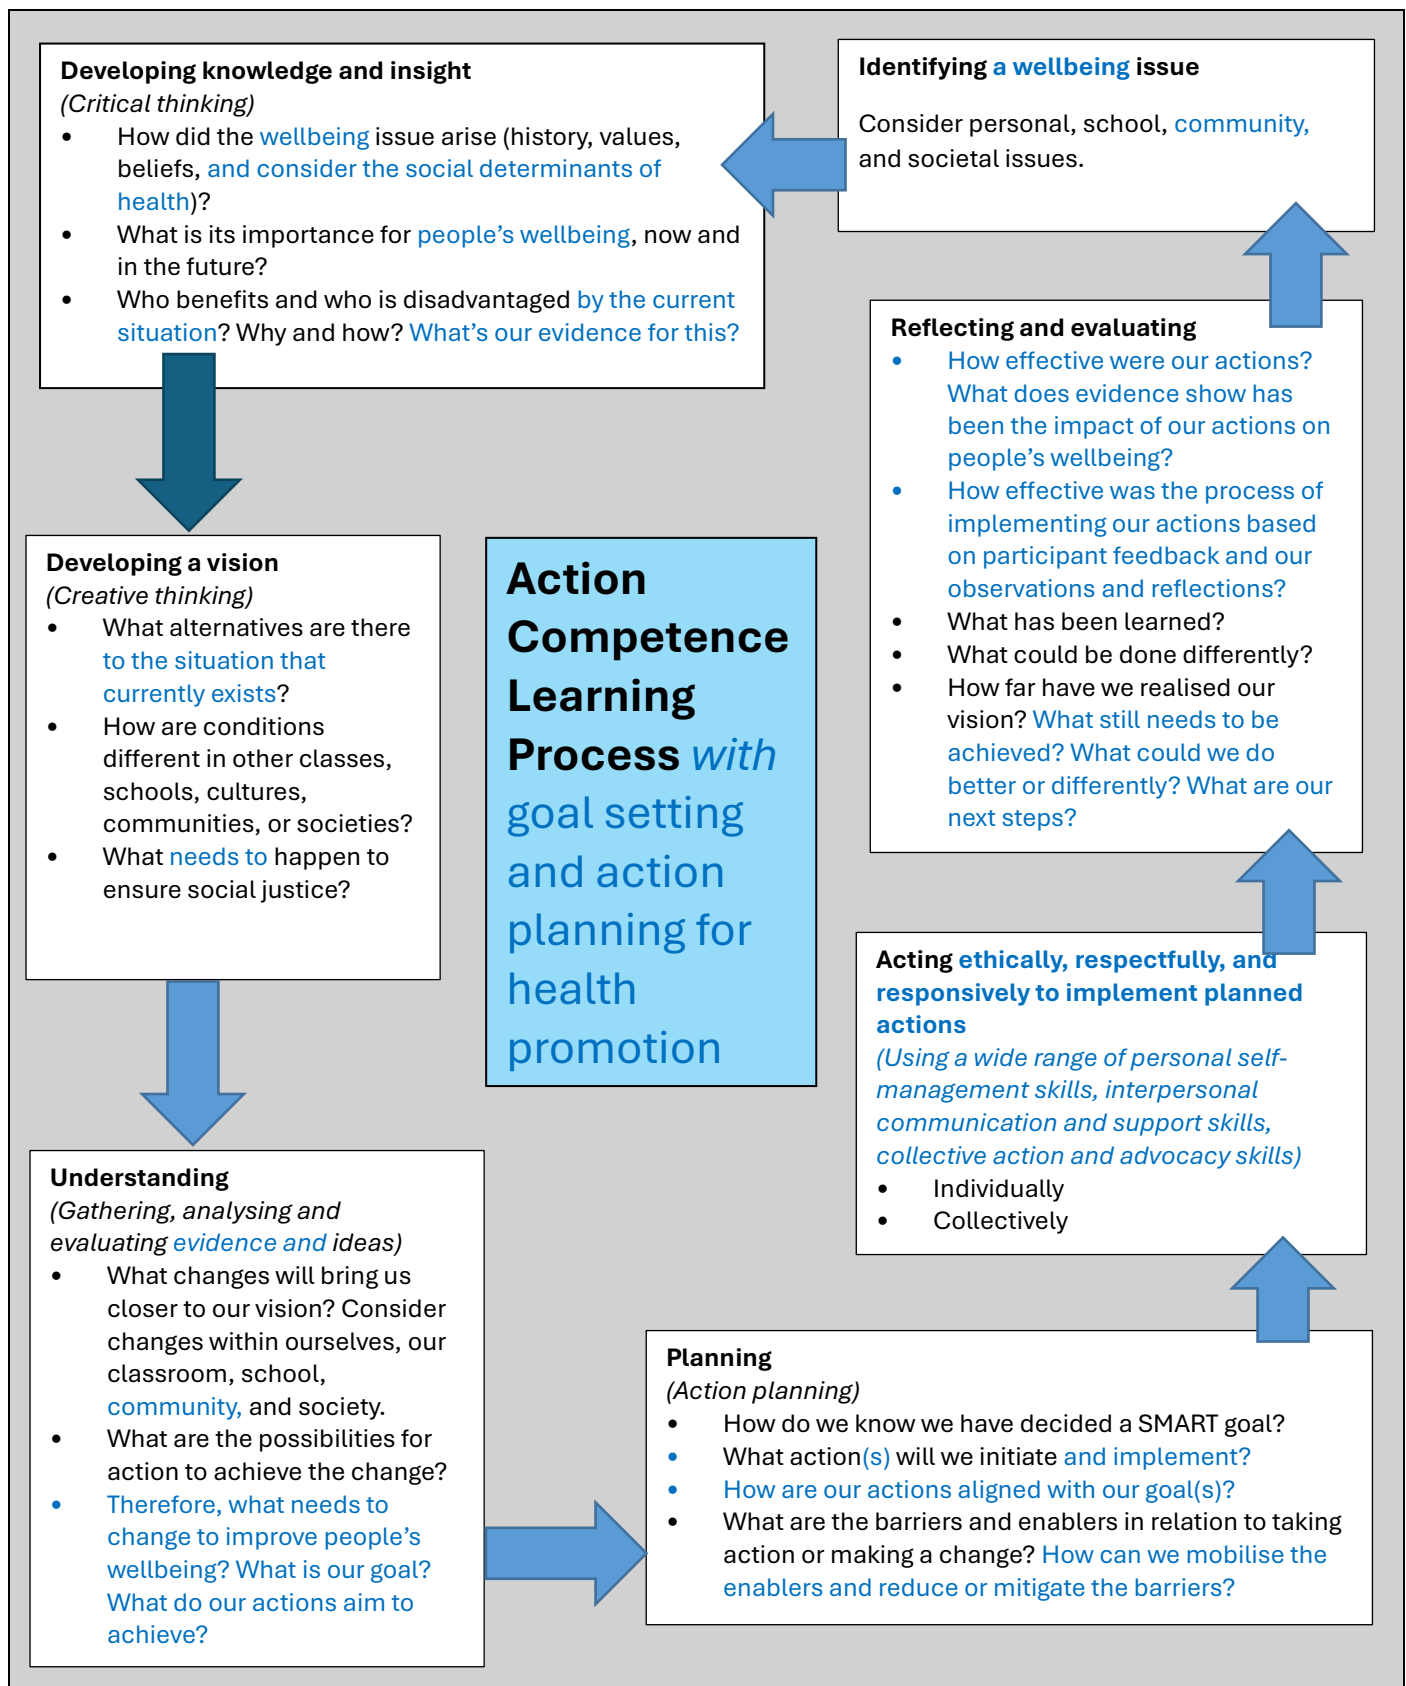 Identifying a wellbeing issue
Consider personal, school, community,
and societal issues.
Developing knowledge and insight
(Critical thinking)
• How did the wellbeing issue arise (history, values,
beliefs, and consider the social determinants of
health)?
• What is its importance for people’s wellbeing, now and
in the future?
• Who benefits and who is disadvantaged by the current
situation? Why and how? What’s our evidence for this?
Developing a vision
(Creative thinking)
• What alternatives are there
to the situation that
currently exists?
• How are conditions
different in other classes,
schools, cultures,
communities, or societies?
• What needs to happen to
ensure social justice?
Action
Competence
Learning
Process with
goal setting
and action
planning for
health
promotion
Understanding
(Gathering, analysing and
evaluating evidence and ideas)
• What changes will bring us
closer to our vision? Consider
changes within ourselves, our
classroom, school,
community, and society.
• What are the possibilities for
action to achieve the change?
• Therefore, what needs to
change to improve people’s
wellbeing? What is our goal?
What do our actions aim to
achieve?
Planning
(Action planning)
• How do we know we have decided a SMART goal?
• What action(s) will we initiate and implement?
• How are our actions aligned with our goal(s)?
• What are the barriers and enablers in relation to taking
action or making a change? How can we mobilise the
enablers and reduce or mitigate the barriers?
Acting ethically, respectfully, and
responsively to implement planned
actions
(Using a wide range of personal self-
management skills, interpersonal
communication and support skills,
collective action and advocacy skills)
• Individually
• Collectively
Reflecting and evaluating
• How effective were our actions?
What does evidence show has
been the impact of our actions on
people’s wellbeing?
• How effective was the process of
implementing our actions based
on participant feedback and our
observations and reflections?
• What has been learned?
• What could be done differently?
• How far have we realised our
vision? What still needs to be
achieved? What could we do
better or differently? What are our
next steps?